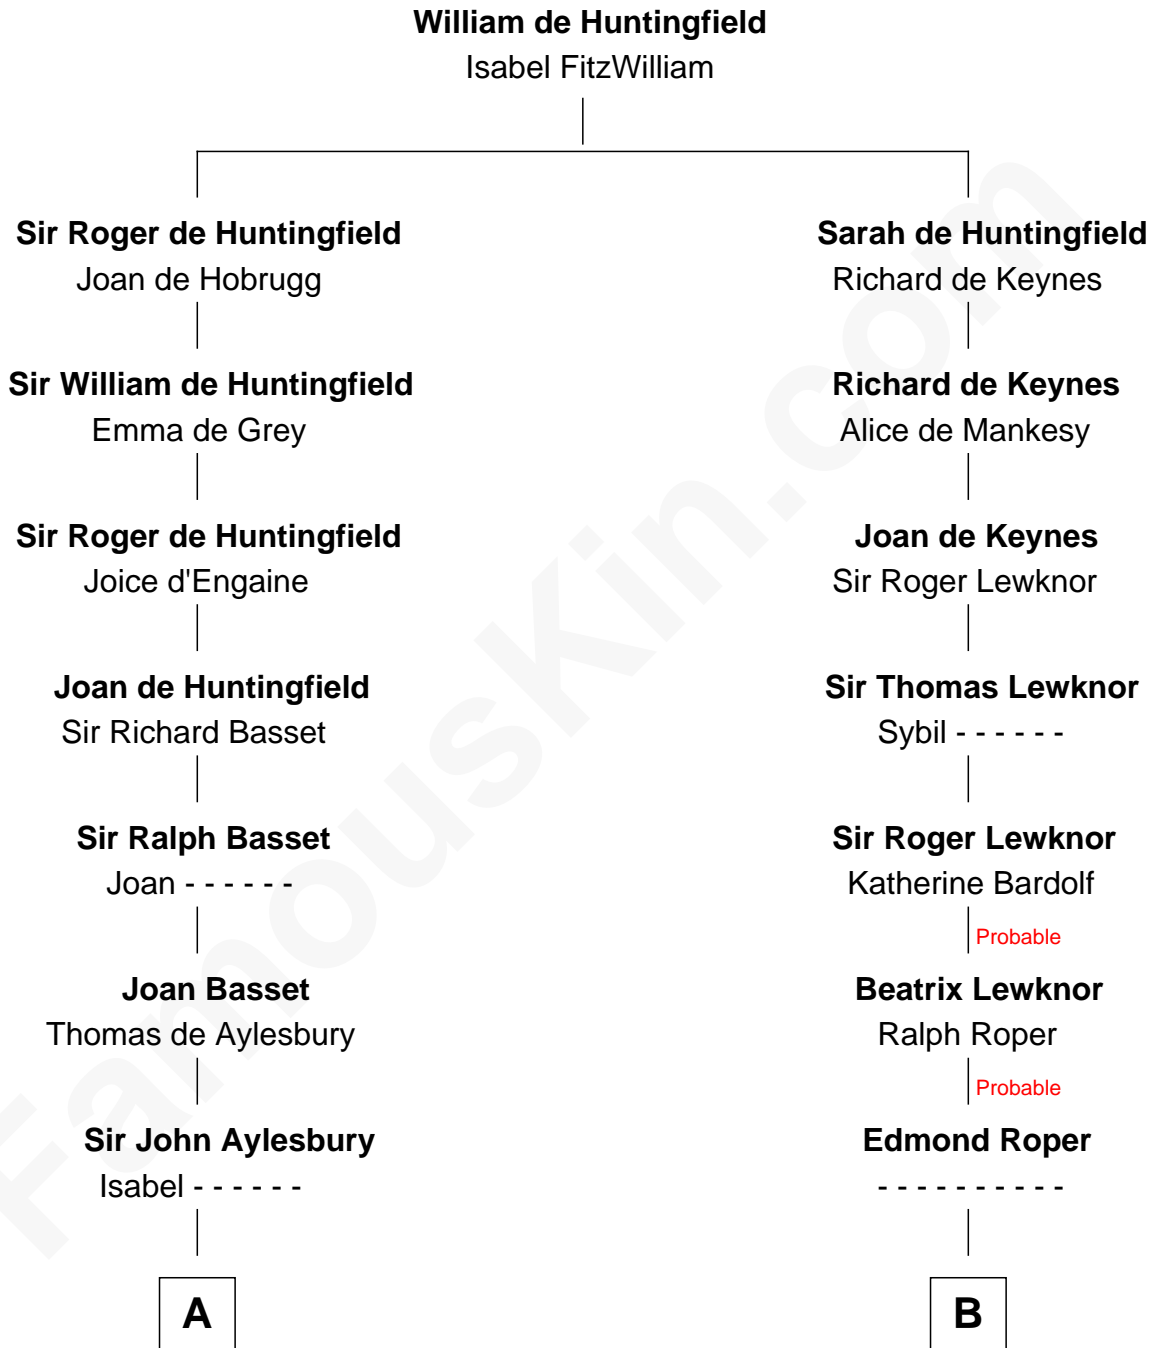 William de Huntingfield
Isabel FitzWilliam
Sir Roger de Huntingfield
Joan de Hobrugg
Sir William de Huntingfield
Emma de Grey
Sir Roger de Huntingfield
Joice d'Engaine
Joan de Huntingfield
Sir Richard Basset
Sir Ralph Basset
Joan - - - - - -
Joan Basset
Thomas de Aylesbury
Sir John Aylesbury
Isabel - - - - - -
A
Sarah de Huntingfield
Richard de Keynes
Richard de Keynes
Alice de Mankesy
Joan de Keynes
Sir Roger Lewknor
Sir Thomas Lewknor
Sybil - - - - - -
Sir Roger Lewknor
Katherine Bardolf
Probable
Beatrix Lewknor
Ralph Roper
Probable
Edmond Roper
- - - - - - - - - -
B
FamousKin.com